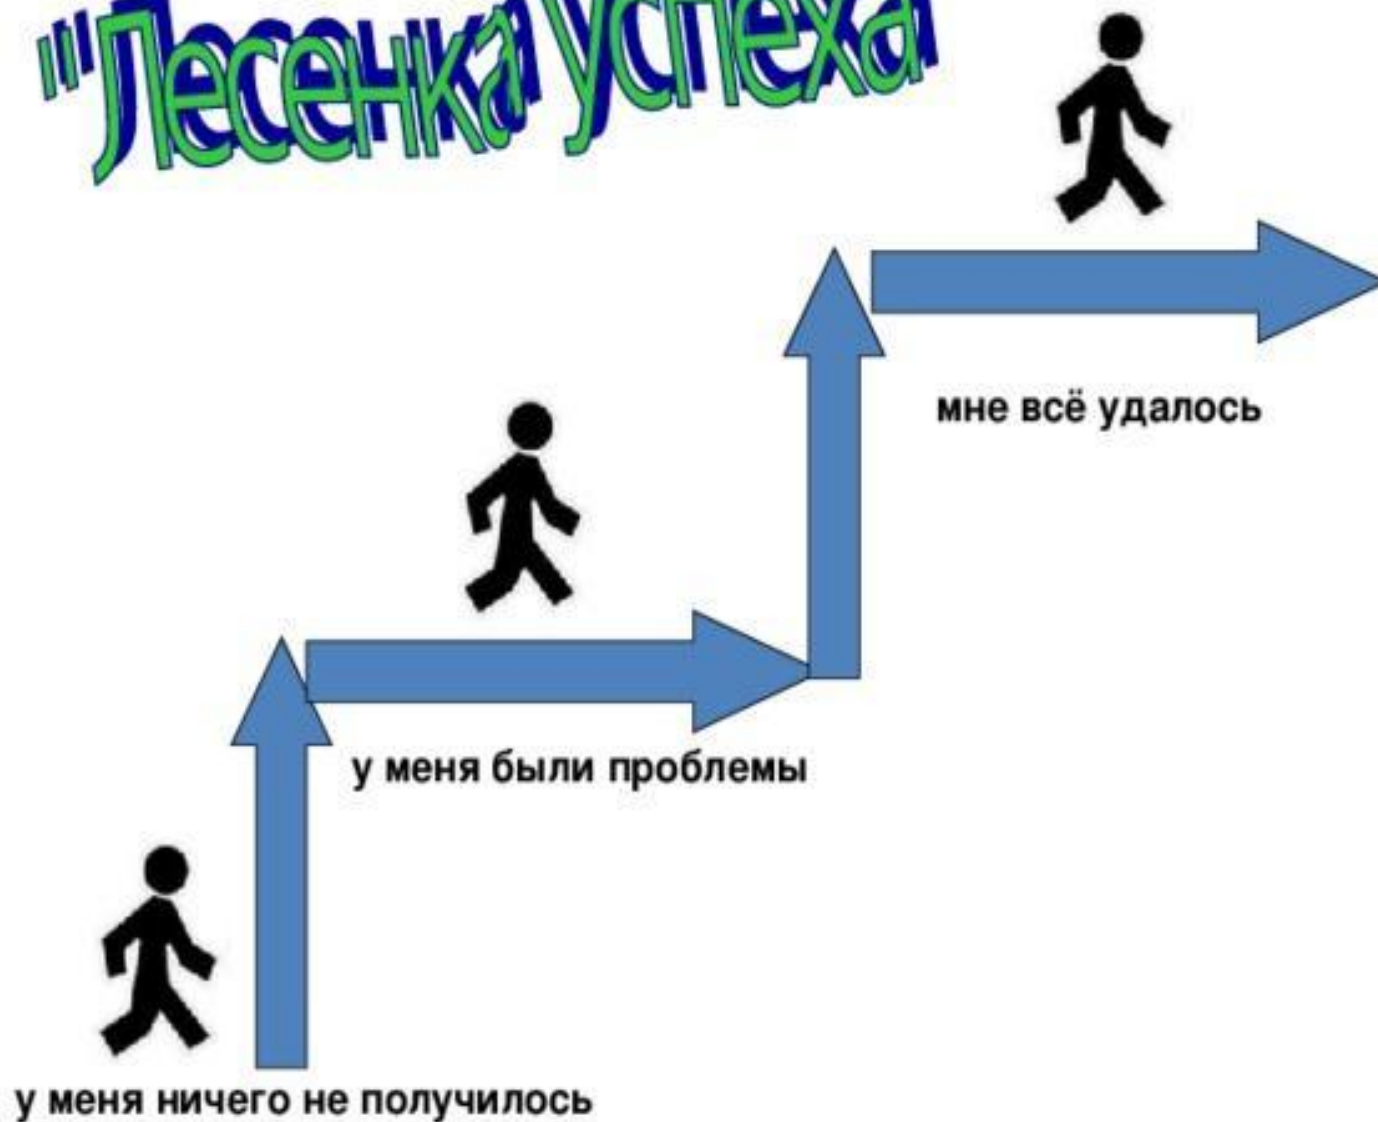 "Лесенка успеха"
мне всё удалось
у меня были проблемы
у меня ничего не получилось